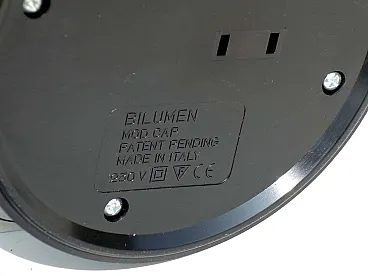 BILUMEN
MOD CAP
PATENT PENDING
MADE IN ITALY
230 V F CE